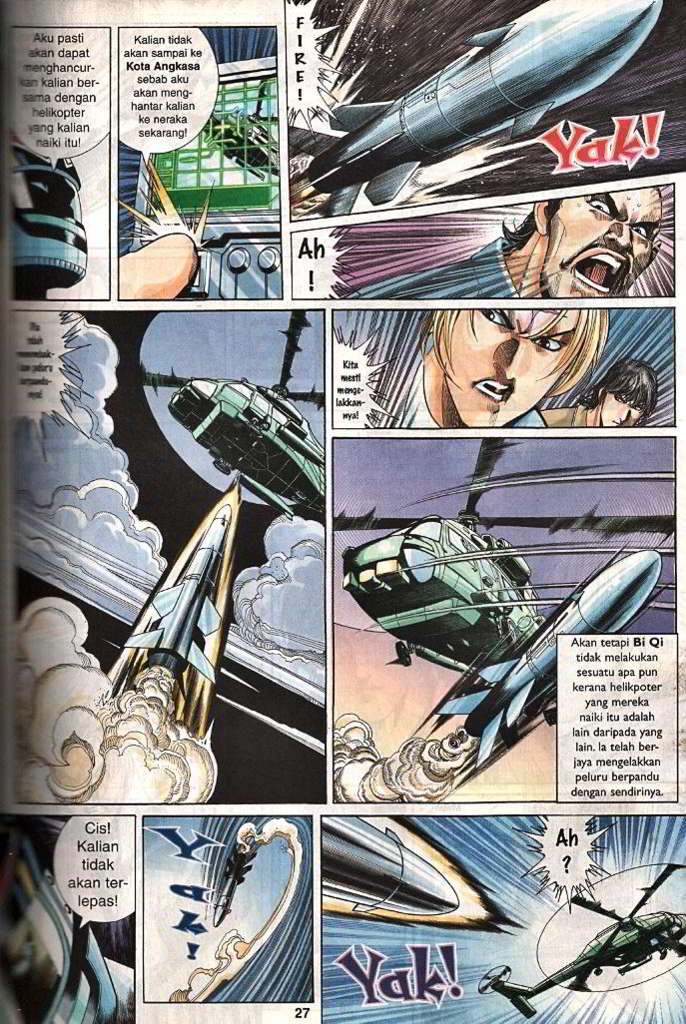 Aku pasti
akan dapat
menghancur-
kan kalian ber-
sama dengan
helikopter
yang kalian
naiki itu!
Kalian tidak
akan sampai ke
Kota Angkasa
sebab aku
akan meng-
hantar kalian
ke neraka
sekarang!
FIRE!
Yak!
Ah
!
Kita
mesti
menge-
lakkan-
nya!
Akan tetapi Bi Qi
tidak melakukan
sesuatu apa pun
kerana helikpoter
yang mereka
naiki itu adalah
lain daripada yang
lain. Ia telah ber-
jaya mengelakkan
peluru berpandu
dengan sendirinya.
Cis!
Kalian
tidak
akan ter-
lepas!
Yak!
Ah
?
Yak!
27